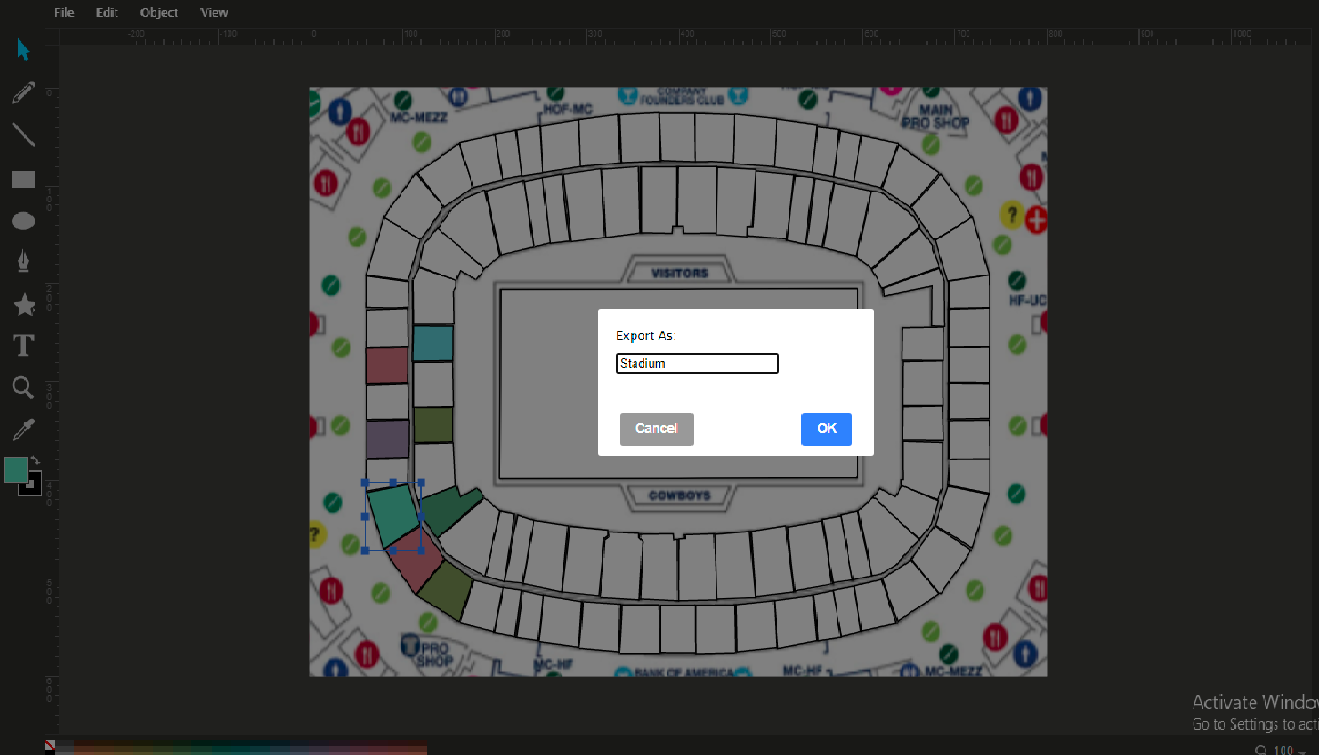 File Edit Object View
-200 -100 0 100 200 300 400 500 600 700 800 1000
COMPANY
FOUNDERS CLUB
MC-MEZZ
HOF-MC
MAIN
PRO SHOP
?
VISITORS
HF-UC
Export As:
Stadium
Cancel
OK
T
COWBOYS
?
PRO
SHOP
MC-HF
BANK OF AMERICA
MC-HF
MC-MEZZ
Activate Windo
Go to Settings to acti
100